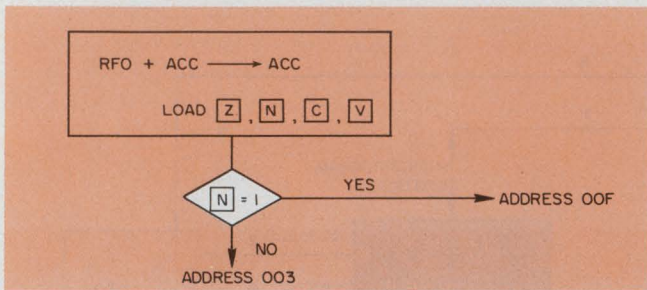 RFO + ACC → ACC
LOAD Z, N, C, V
N = 1
YES
ADDRESS 00F
NO
ADDRESS 003